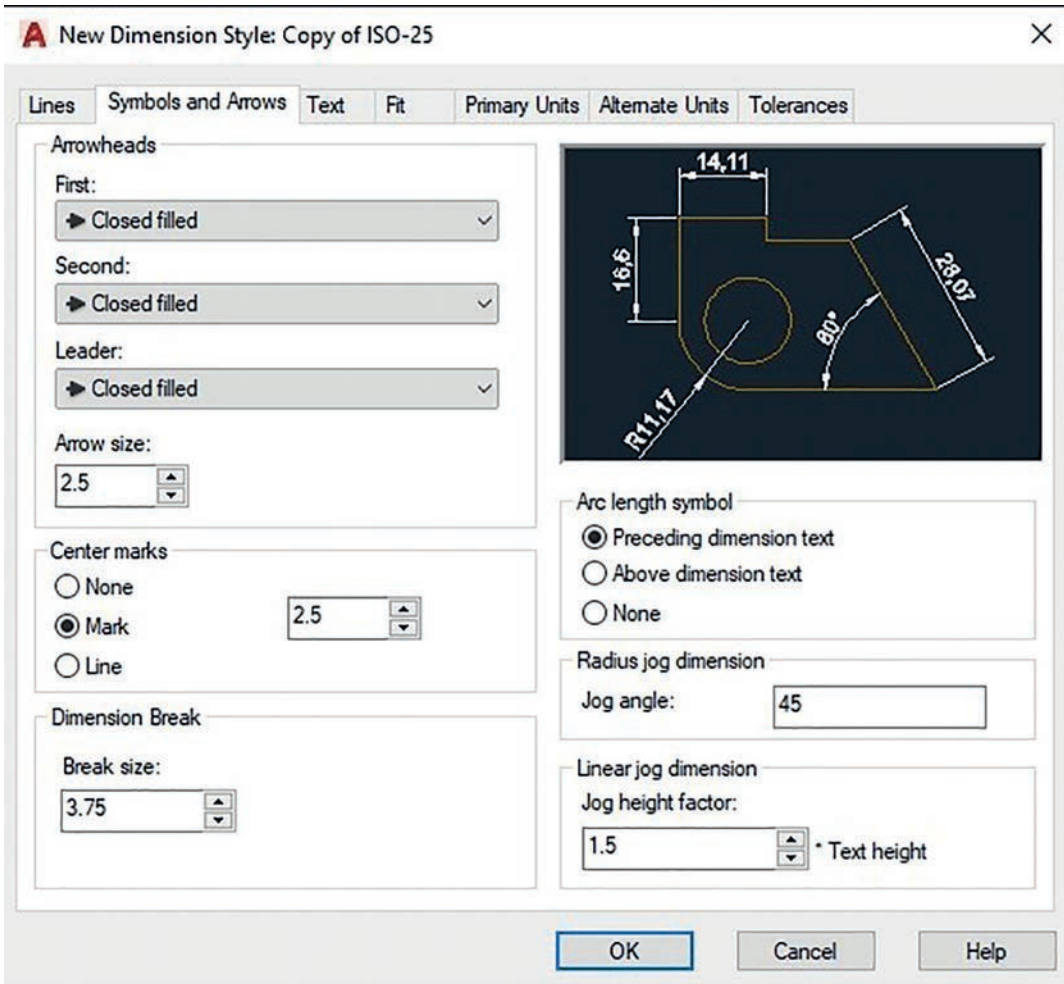 New Dimension Style: Copy of ISO-25
Lines Symbols and Arrows Text Fit Primary Units Alternate Units Tolerances
Arrowheads
First:
Closed filled
Second:
Closed filled
Leader:
Closed filled
Arrow size:
2.5
Center marks
None
Mark
2.5
Line
Dimension Break
Break size:
3.75
14,11
16,6
28,07
80°
R11,17
Arc length symbol
Preceding dimension text
Above dimension text
None
Radius jog dimension
Jog angle: 45
Linear jog dimension
Jog height factor:
1.5 * Text height
OK Cancel Help